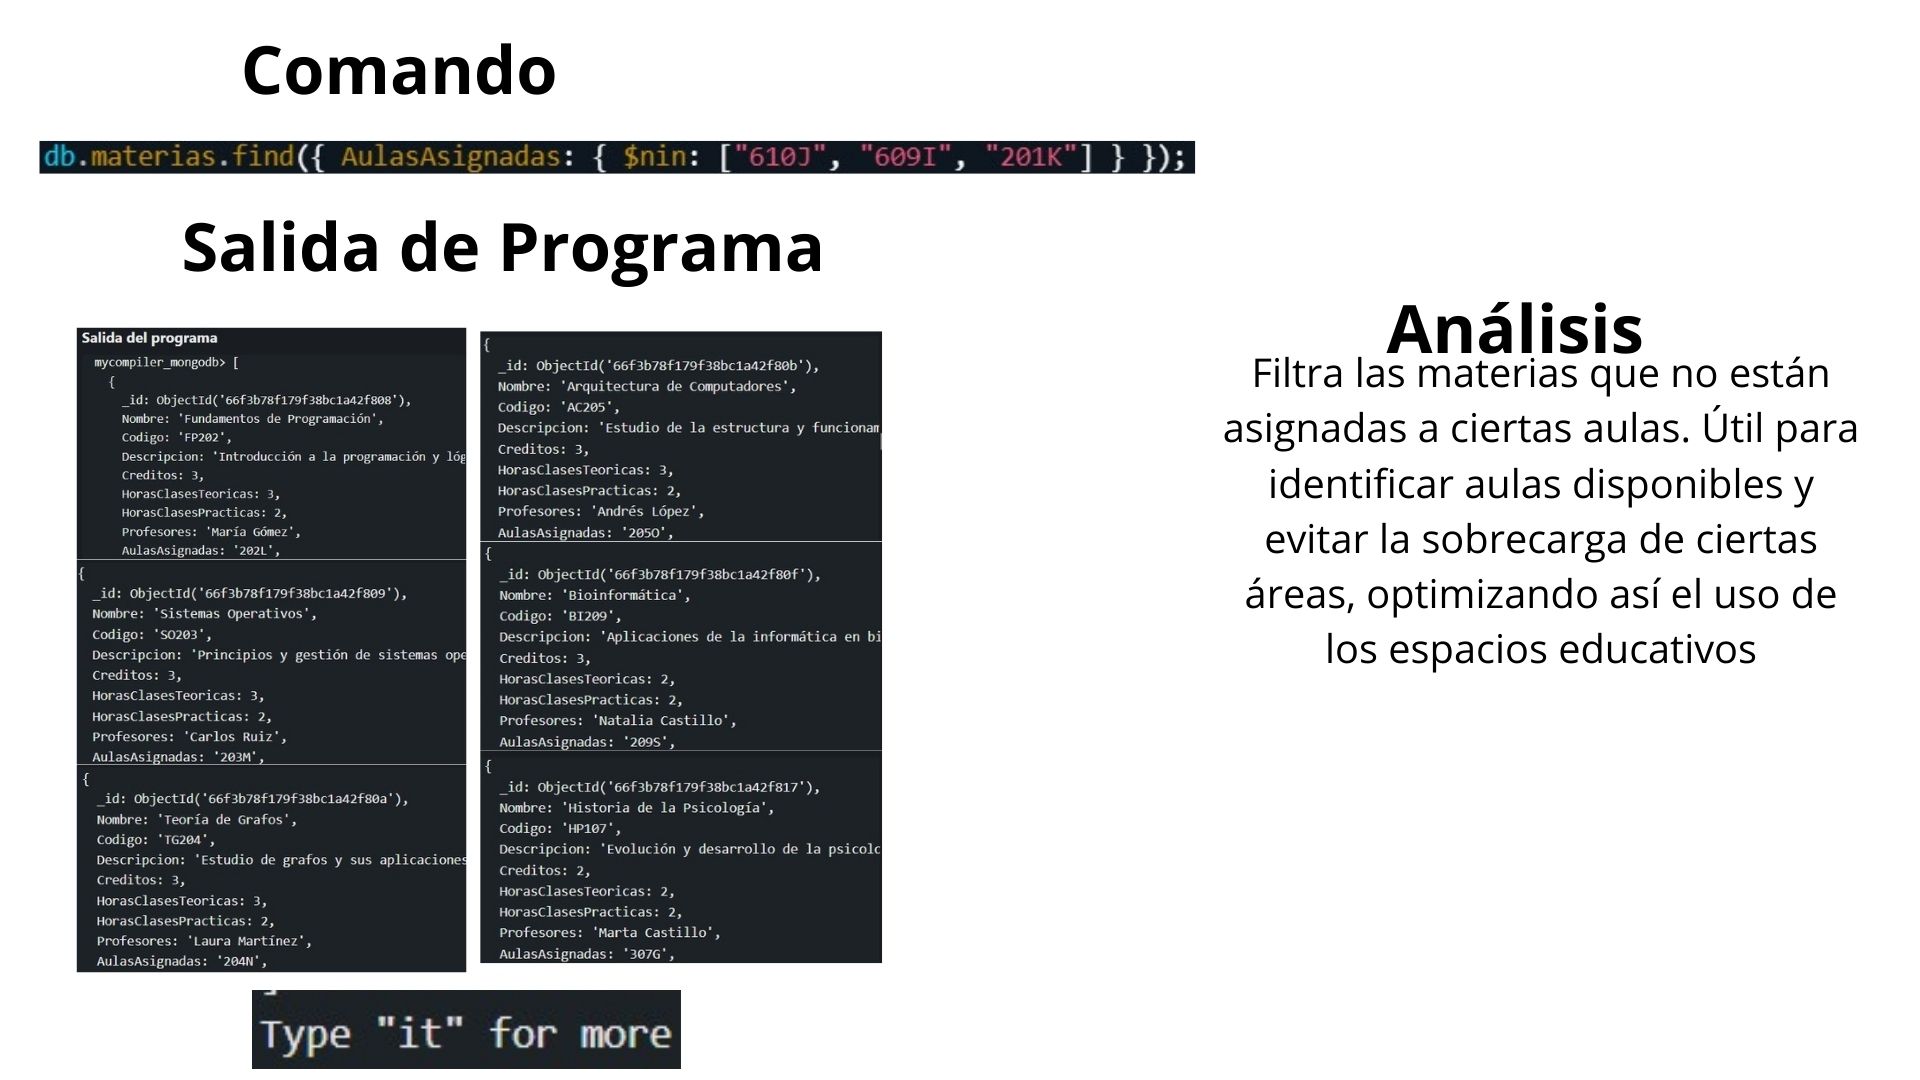 Comando
db.materias.find({ AulasAsignadas: { $nin: ["610J", "609I", "201K"] } });
Salida de Programa
Salida del programa
mycompiler_mongodb> [
{
_id: ObjectId('66f3b78f179f38bc1a42f808'),
Nombre: 'Fundamentos de Programación',
Codigo: 'FP202',
Descripcion: 'Introducción a la programación y lóg
Creditos: 3,
HorasClasesTeoricas: 3,
HorasClasesPracticas: 2,
Profesores: 'María Gómez',
AulasAsignadas: '202L',
{
_id: ObjectId('66f3b78f179f38bc1a42f809'),
Nombre: 'Sistemas Operativos',
Codigo: 'SO203',
Descripcion: 'Principios y gestión de sistemas ope
Creditos: 3,
HorasClasesTeoricas: 3,
HorasClasesPracticas: 2,
Profesores: 'Carlos Ruiz',
AulasAsignadas: '203M',
{
_id: ObjectId('66f3b78f179f38bc1a42f80a'),
Nombre: 'Teoría de Grafos',
Codigo: 'TG204',
Descripcion: 'Estudio de grafos y sus aplicaciones
Creditos: 3,
HorasClasesTeoricas: 3,
HorasClasesPracticas: 2,
Profesores: 'Laura Martínez',
AulasAsignadas: '204N',
{
_id: ObjectId('66f3b78f179f38bc1a42f80b'),
Nombre: 'Arquitectura de Computadores',
Codigo: 'AC205',
Descripcion: 'Estudio de la estructura y funcionam
Creditos: 3,
HorasClasesTeoricas: 3,
HorasClasesPracticas: 2,
Profesores: 'Andrés López',
AulasAsignadas: '205O',
{
_id: ObjectId('66f3b78f179f38bc1a42f80f'),
Nombre: 'Bioinformática',
Codigo: 'BI209',
Descripcion: 'Aplicaciones de la informática en bi
Creditos: 3,
HorasClasesTeoricas: 2,
HorasClasesPracticas: 2,
Profesores: 'Natalia Castillo',
AulasAsignadas: '209S',
{
_id: ObjectId('66f3b78f179f38bc1a42f817'),
Nombre: 'Historia de la Psicología',
Codigo: 'HP107',
Descripcion: 'Evolución y desarrollo de la psicolo
Creditos: 2,
HorasClasesTeoricas: 2,
HorasClasesPracticas: 2,
Profesores: 'Marta Castillo',
AulasAsignadas: '307G',
Type "it" for more
Análisis
Filtra las materias que no están
asignadas a ciertas aulas. Útil para
identificar aulas disponibles y
evitar la sobrecarga de ciertas
áreas, optimizando así el uso de
los espacios educativos